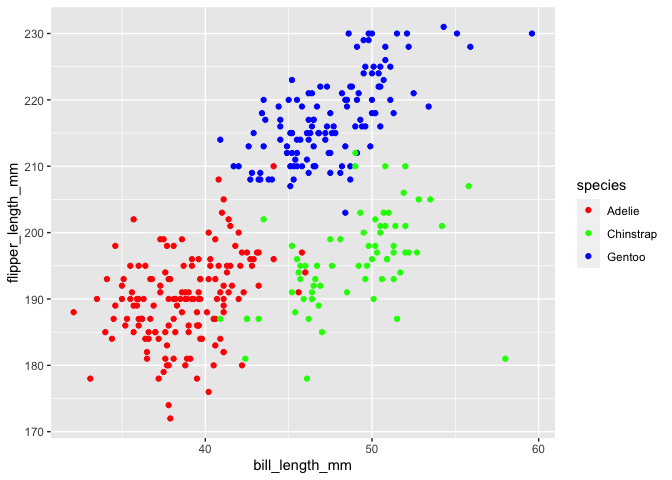 230
220
210
200
190
180
170
flipper_length_mm
40
50
60
bill_length_mm
species
Adelie
Chinstrap
Gentoo